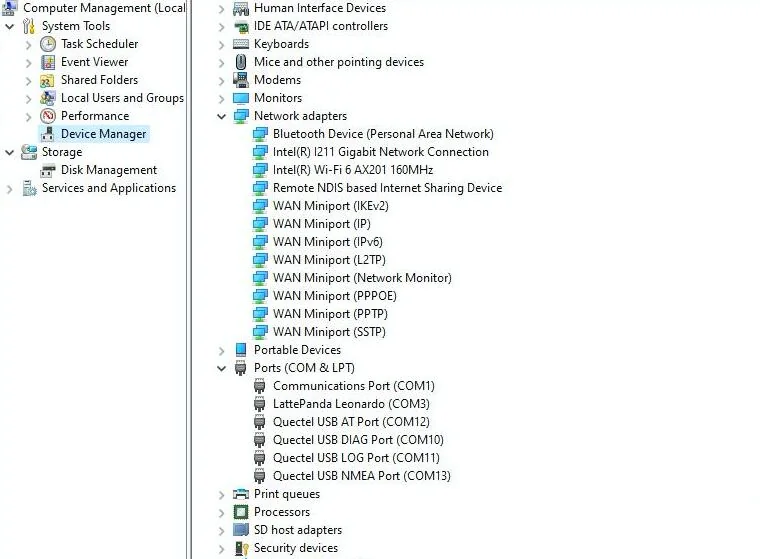 Computer Management (Local
System Tools
Task Scheduler
Event Viewer
Shared Folders
Local Users and Groups
Performance
Device Manager
Storage
Disk Management
Services and Applications
Human Interface Devices
IDE ATA/ATAPI controllers
Keyboards
Mice and other pointing devices
Modems
Monitors
Network adapters
Bluetooth Device (Personal Area Network)
Intel(R) I211 Gigabit Network Connection
Intel(R) Wi-Fi 6 AX201 160MHz
Remote NDIS based Internet Sharing Device
WAN Miniport (IKEv2)
WAN Miniport (IP)
WAN Miniport (IPv6)
WAN Miniport (L2TP)
WAN Miniport (Network Monitor)
WAN Miniport (PPPOE)
WAN Miniport (PPTP)
WAN Miniport (SSTP)
Portable Devices
Ports (COM & LPT)
Communications Port (COM1)
LattePanda Leonardo (COM3)
Quectel USB AT Port (COM12)
Quectel USB DIAG Port (COM10)
Quectel USB LOG Port (COM11)
Quectel USB NMEA Port (COM13)
Print queues
Processors
SD host adapters
Security devices